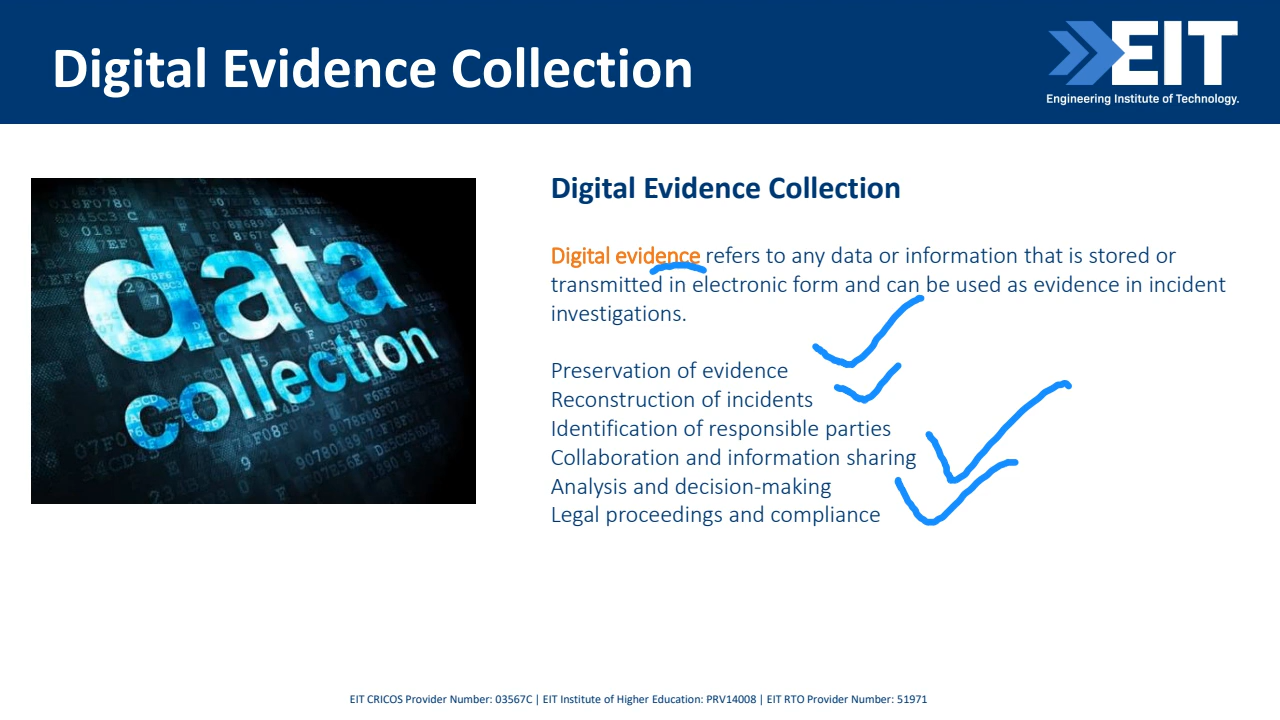 Digital Evidence Collection
EIT
Engineering Institute of Technology.
data
collection
Digital Evidence Collection
Digital evidence refers to any data or information that is stored or
transmitted in electronic form and can be used as evidence in incident
investigations.
Preservation of evidence
Reconstruction of incidents
Identification of responsible parties
Collaboration and information sharing
Analysis and decision-making
Legal proceedings and compliance
EIT CRICOS Provider Number: 03567C | EIT Institute of Higher Education: PRV14008 | EIT RTO Provider Number: 51971